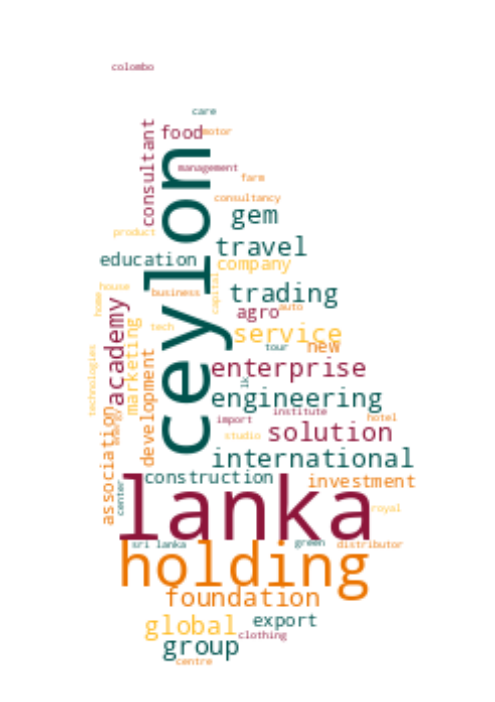 colombo
care
consultant
food
motor
management
farm
consultancy
ceylon
gem
product
travel
education
company
house
business
capital
trading
home
academy
agro
auto
marketing
tech
service
tour
new
technologies
development
enterprise
lk
engineering
association
energy
import
institute
hotel
studio
solution
international
center
construction
investment
lanka
royal
sri lanka
green
distributor
holding
foundation
global
export
clothing
group
centre